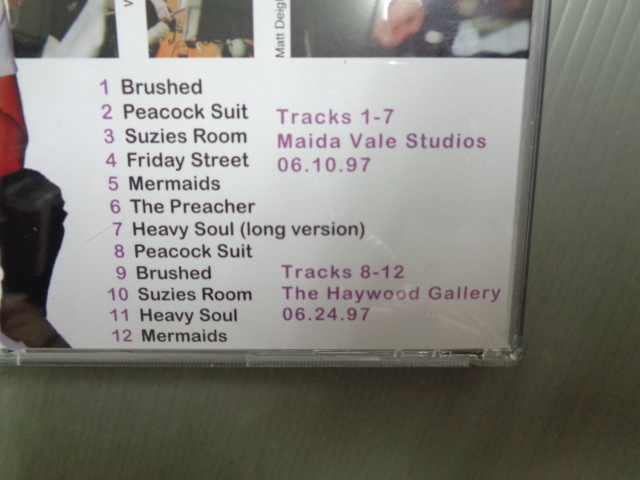 Matt Deig
1 Brushed
2 Peacock Suit
3 Suzies Room
4 Friday Street
5 Mermaids
6 The Preacher
7 Heavy Soul (long version)
8 Peacock Suit
9 Brushed
10 Suzies Room
11 Heavy Soul
12 Mermaids
Tracks 1-7
Maida Vale Studios
06.10.97
Tracks 8-12
The Haywood Gallery
06.24.97